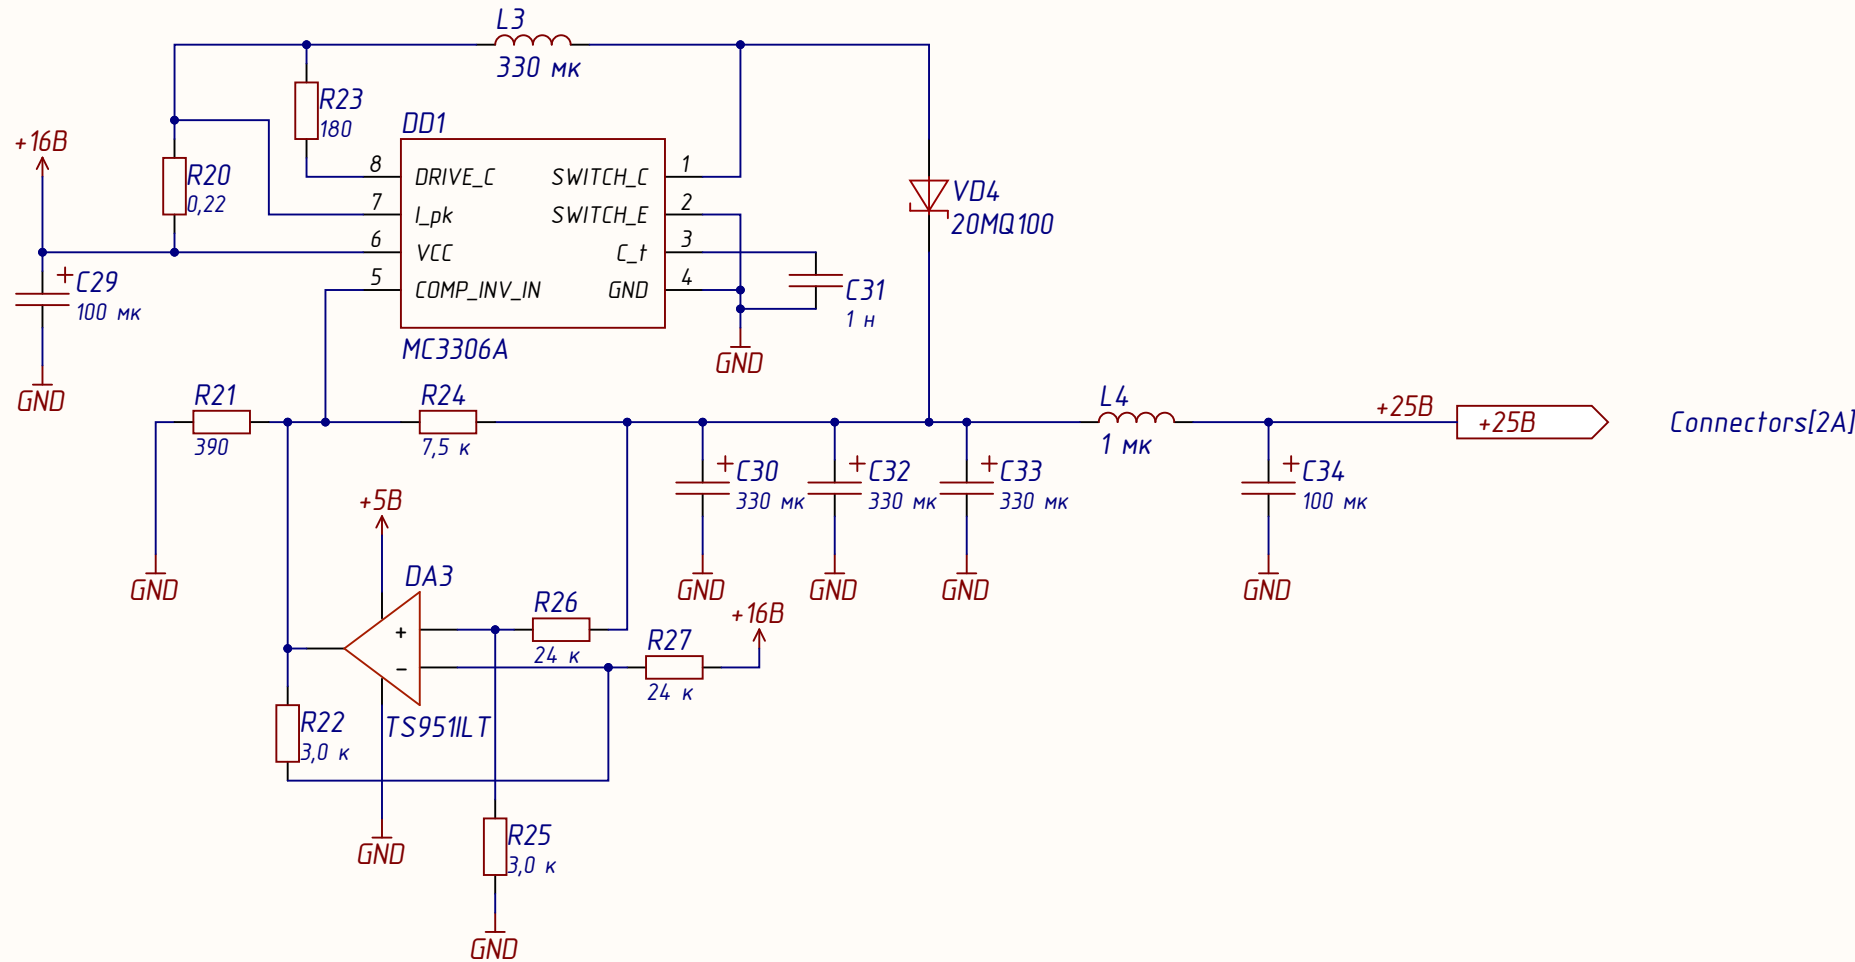 L3
330 мк
R23
180
DD1
+16В
R20
0,22
8 DRIVE_C SWITCH_C 1
7 I_pk SWITCH_E 2
6 VCC C_t 3
5 COMP_INV_IN GND 4
VD4
20MQ100
+ C29
100 мк
C31
1 н
MC3306A
GND
GND
R21
390
R24
7,5 к
L4
1 мк
+25В
+25В
Connectors[2A]
+ C30
330 мк
+ C32
330 мк
+ C33
330 мк
+ C34
100 мк
+5В
DA3
GND
GND
GND
GND
GND
+
−
R26
24 к
+16В
R27
24 к
R22
3,0 к
TS951ILT
R25
3,0 к
GND
GND